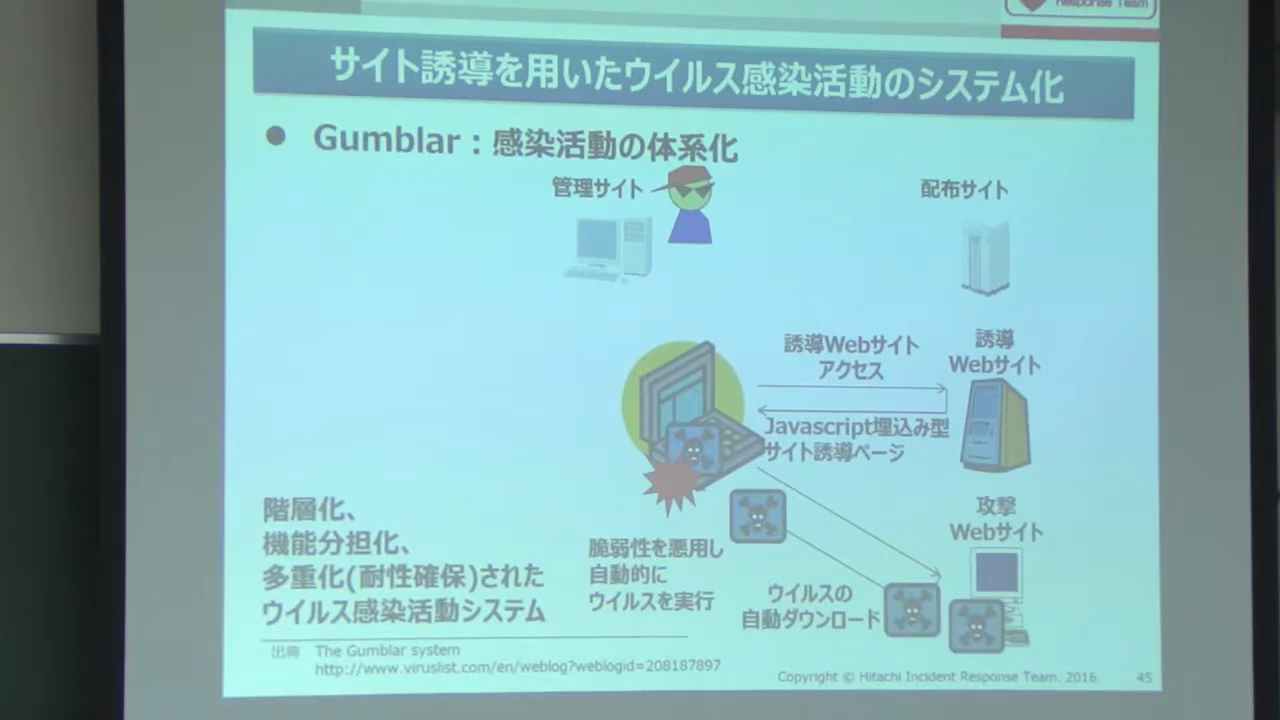 Response Team
サイト誘導を用いたウイルス感染活動のシステム化
● Gumblar：感染活動の体系化
管理サイト
配布サイト
誘導Webサイト
アクセス
誘導
Webサイト
Javascript埋込み型
サイト誘導ページ
攻撃
Webサイト
階層化、
機能分担化、
多重化(耐性確保)された
ウイルス感染活動システム
脆弱性を悪用し
自動的に
ウイルスを実行
ウイルスの
自動ダウンロード
出典 The Gumblar system
http://www.viruslist.com/en/weblog?weblogid=208187897
Copyright © Hitachi Incident Response Team. 2016.
45